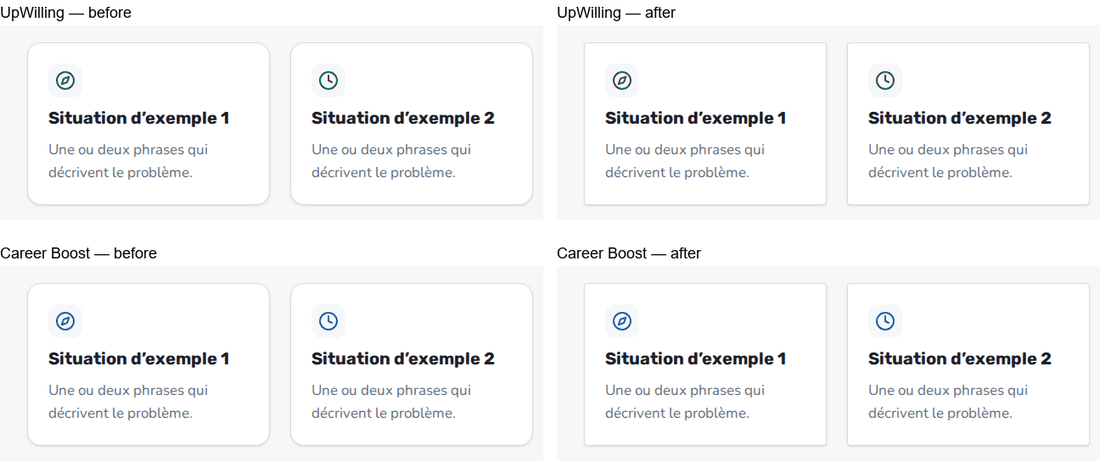 UpWilling — before
UpWilling — after
Situation d’exemple 1
Situation d’exemple 2
Situation d’exemple 1
Situation d’exemple 2
Une ou deux phrases qui
décrivent le problème.
Une ou deux phrases qui
décrivent le problème.
Une ou deux phrases qui
décrivent le problème.
Une ou deux phrases qui
décrivent le problème.
Career Boost — before
Career Boost — after
Situation d’exemple 1
Situation d’exemple 2
Situation d’exemple 1
Situation d’exemple 2
Une ou deux phrases qui
décrivent le problème.
Une ou deux phrases qui
décrivent le problème.
Une ou deux phrases qui
décrivent le problème.
Une ou deux phrases qui
décrivent le problème.